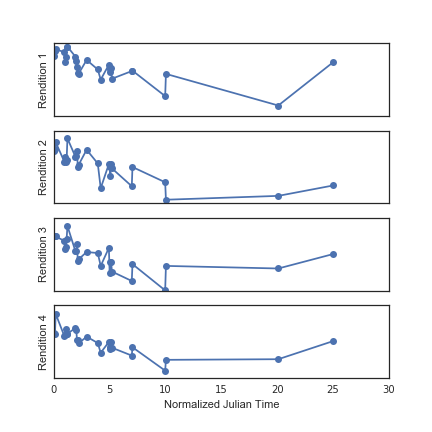 Rendition 1
Rendition 2
Rendition 3
Rendition 4
0 5 10 15 20 25 30
Normalized Julian Time